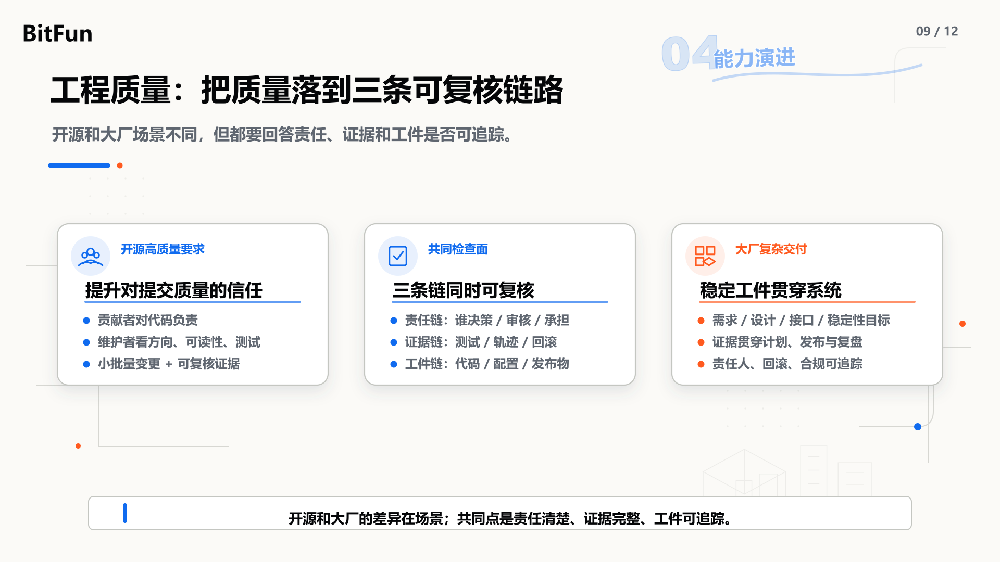 BitFun
09 / 12
04 能力演进
工程质量：把质量落到三条可复核链路
开源和大厂场景不同，但都要回答责任、证据和工件是否可追踪。
开源高质量要求
提升对提交质量的信任
贡献者对代码负责
维护者看方向、可读性、测试
小批量变更 + 可复核证据
共同检查面
三条链同时可复核
责任链：谁决策 / 审核 / 承担
证据链：测试 / 轨迹 / 回滚
工件链：代码 / 配置 / 发布物
大厂复杂交付
稳定工件贯穿系统
需求 / 设计 / 接口 / 稳定性目标
证据贯穿计划、发布与复盘
责任人、回滚、合规可追踪
开源和大厂的差异在场景；共同点是责任清楚、证据完整、工件可追踪。